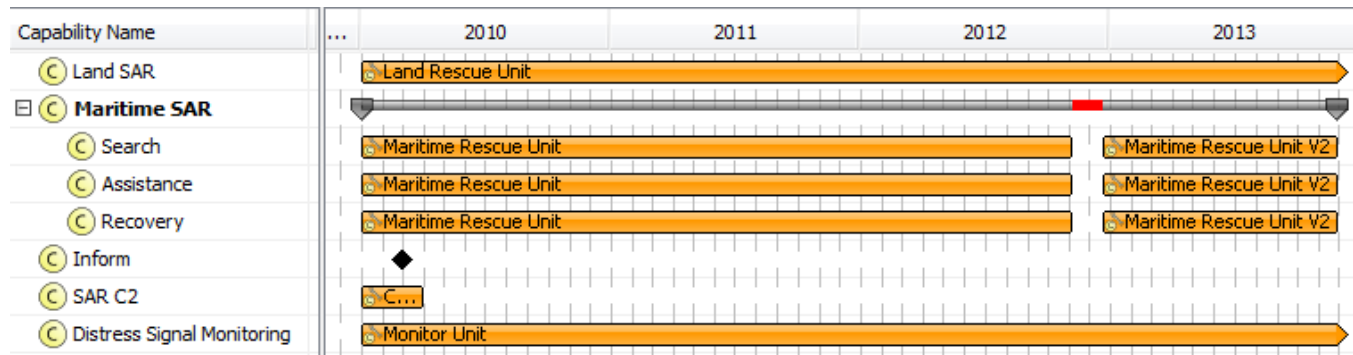 Capability Name ... 2010 2011 2012 2013
C Land SAR Land Rescue Unit
C Maritime SAR
C Search Maritime Rescue Unit Maritime Rescue Unit V2
C Assistance Maritime Rescue Unit Maritime Rescue Unit V2
C Recovery Maritime Rescue Unit Maritime Rescue Unit V2
C Inform
C SAR C2 C...
C Distress Signal Monitoring Monitor Unit